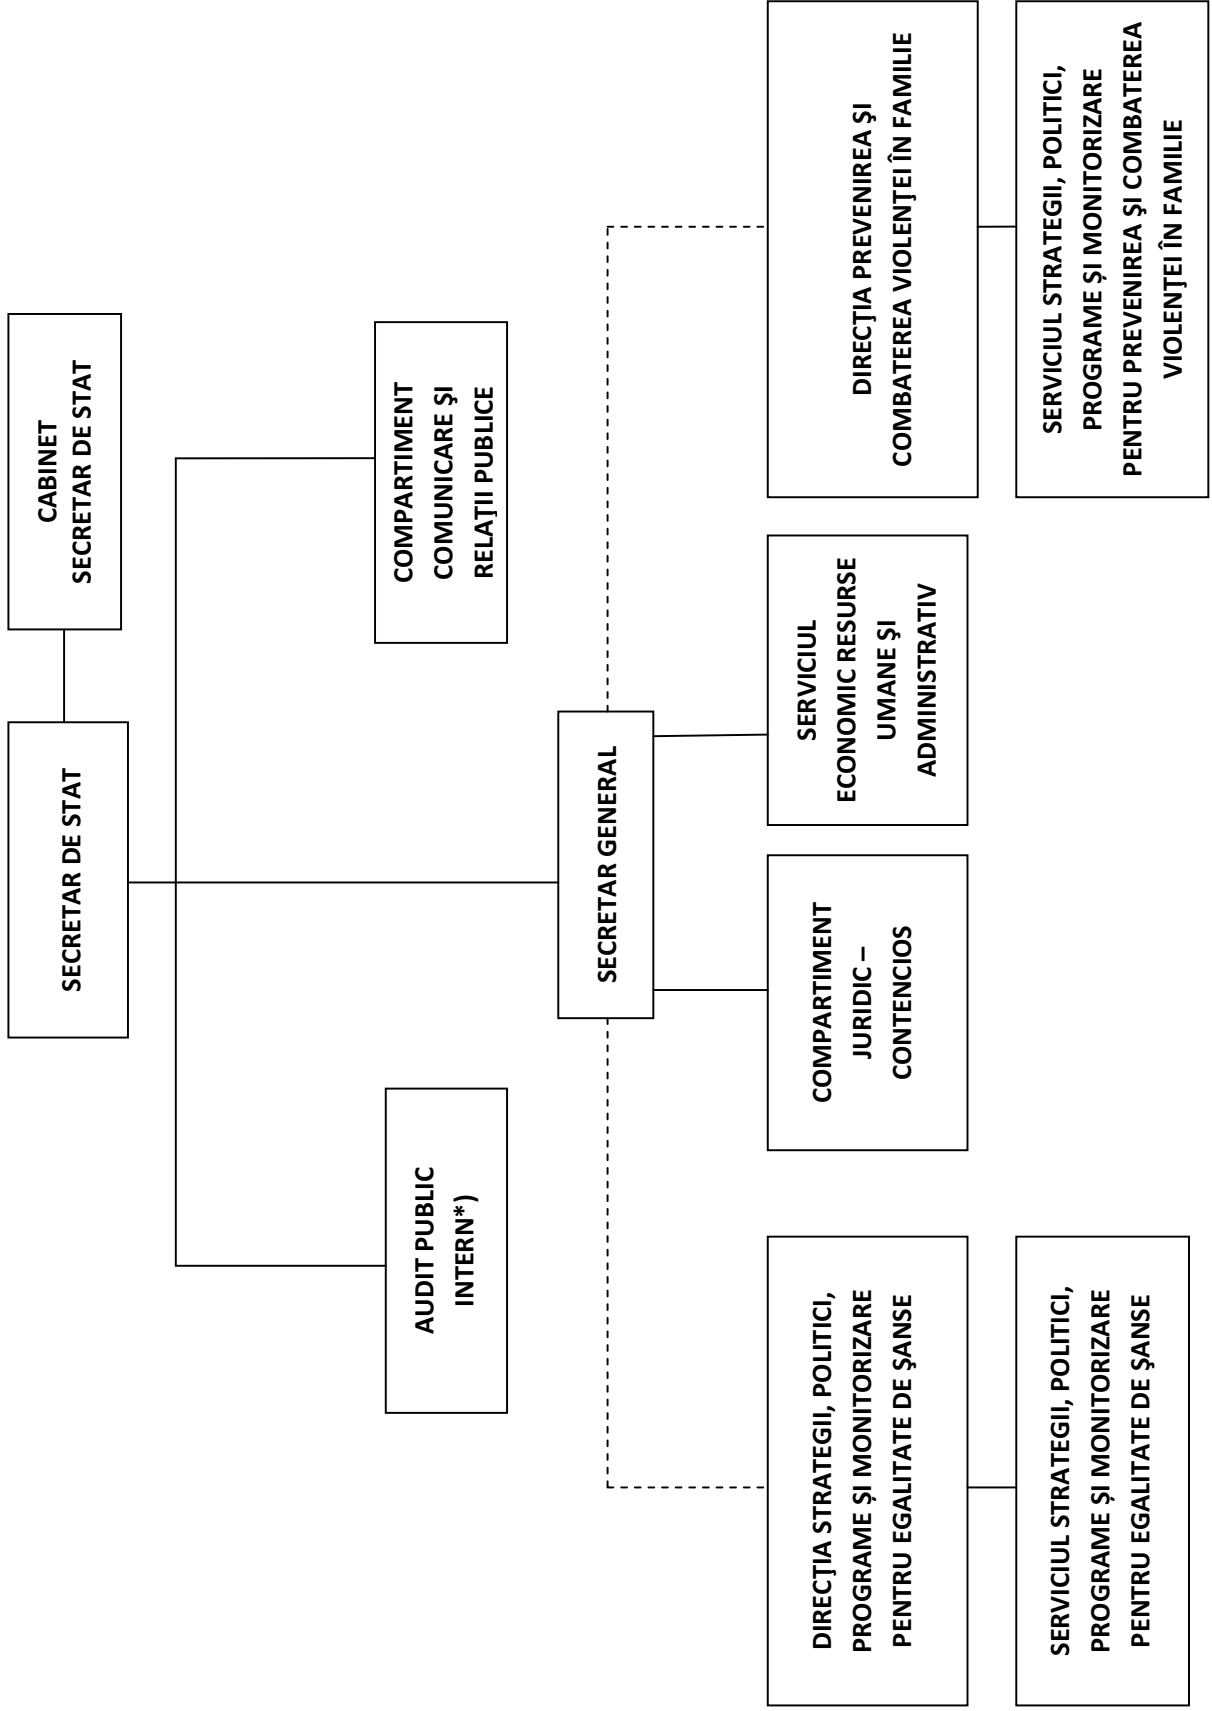 SECRETAR DE STAT
CABINET
SECRETAR DE STAT
AUDIT PUBLIC
INTERN*)
COMPARTIMENT
COMUNICARE ŞI
RELAŢII PUBLICE
SECRETAR GENERAL
DIRECŢIA STRATEGII, POLITICI,
PROGRAME ȘI MONITORIZARE
PENTRU EGALITATE DE ŞANSE
COMPARTIMENT
JURIDIC –
CONTENCIOS
SERVICIUL
ECONOMIC RESURSE
UMANE ŞI
ADMINISTRATIV
DIRECŢIA PREVENIREA ŞI
COMBATEREA VIOLENŢEI ÎN FAMILIE
SERVICIUL STRATEGII, POLITICI,
PROGRAME ȘI MONITORIZARE
PENTRU EGALITATE DE ŞANSE
SERVICIUL STRATEGII, POLITICI,
PROGRAME ȘI MONITORIZARE
PENTRU PREVENIREA ŞI COMBATEREA
VIOLENŢEI ÎN FAMILIE